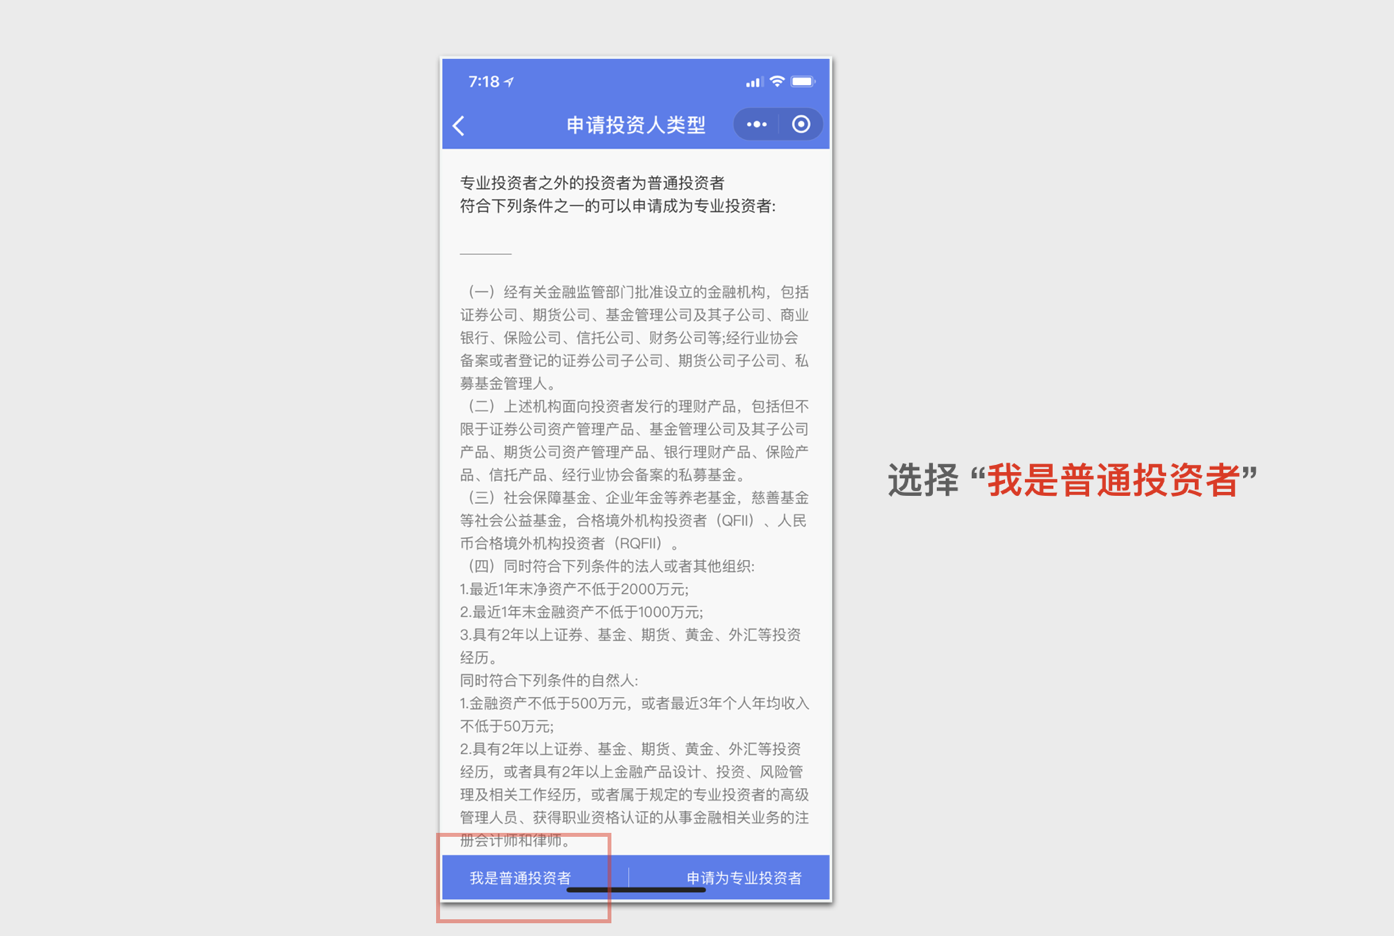 7:18
申请投资人类型
专业投资者之外的投资者为普通投资者
符合下列条件之一的可以申请成为专业投资者:
（一）经有关金融监管部门批准设立的金融机构，包括
证券公司、期货公司、基金管理公司及其子公司、商业
银行、保险公司、信托公司、财务公司等;经行业协会
备案或者登记的证券公司子公司、期货公司子公司、私
募基金管理人。
（二）上述机构面向投资者发行的理财产品，包括但不
限于证券公司资产管理产品、基金管理公司及其子公司
产品、期货公司资产管理产品、银行理财产品、保险产
品、信托产品、经行业协会备案的私募基金。
（三）社会保障基金、企业年金等养老基金，慈善基金
等社会公益基金，合格境外机构投资者（QFII）、人民
币合格境外机构投资者（RQFII）。
（四）同时符合下列条件的法人或者其他组织:
1.最近1年末净资产不低于2000万元;
2.最近1年末金融资产不低于1000万元;
3.具有2年以上证券、基金、期货、黄金、外汇等投资
经历。
同时符合下列条件的自然人:
1.金融资产不低于500万元，或者最近3年个人年均收入
不低于50万元;
2.具有2年以上证券、基金、期货、黄金、外汇等投资
经历，或者具有2年以上金融产品设计、投资、风险管
理及相关工作经历，或者属于规定的专业投资者的高级
管理人员、获得职业资格认证的从事金融相关业务的注
册会计师和律师。
我是普通投资者
申请为专业投资者
选择 “我是普通投资者”